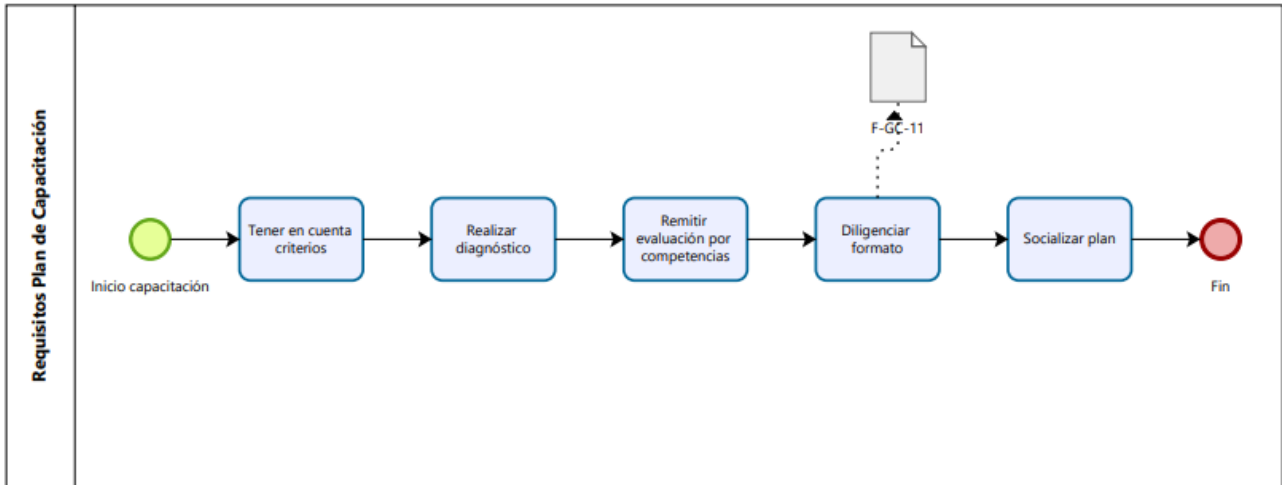 Requisitos Plan de Capacitación
F-GC-11
Inicio capacitación
Tener en cuenta
criterios
Realizar
diagnóstico
Remitir
evaluación por
competencias
Diligenciar
formato
Socializar plan
Fin